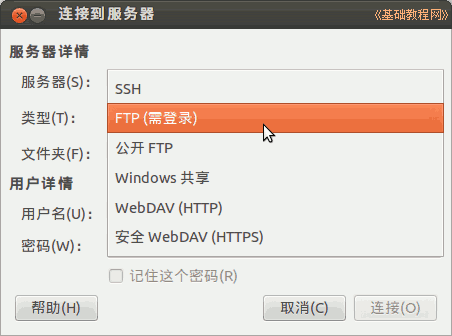 连接到服务器
《基础教程网》
服务器详情
服务器(S):
类型(T):
文件夹(F):
SSH
FTP (需登录)
公开 FTP
Windows 共享
WebDAV (HTTP)
安全 WebDAV (HTTPS)
用户详情
用户名(U):
密码(W):
记住这个密码(R)
帮助(H)
取消(C)
连接(O)